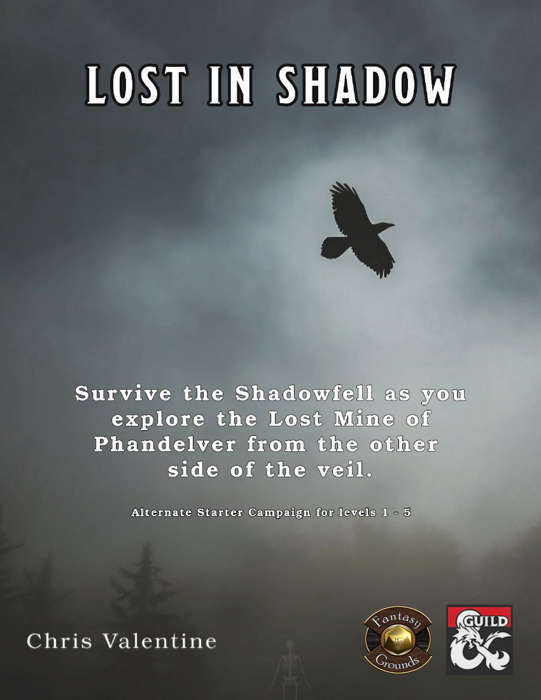 LOST IN SHADOW
Survive the Shadowfell as you
explore the Lost Mine of
Phandelver from the other
side of the veil.
Alternate Starter Campaign for levels 1 - 5
Chris Valentine
Fantasy
Grounds
GUILD